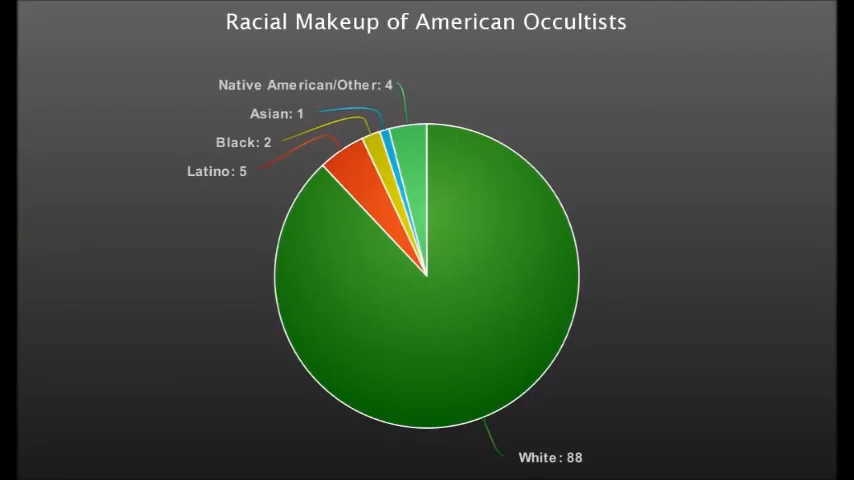 Racial Makeup of American Occultists
Native American/Other: 4
Asian: 1
Black: 2
Latino: 5
White: 88